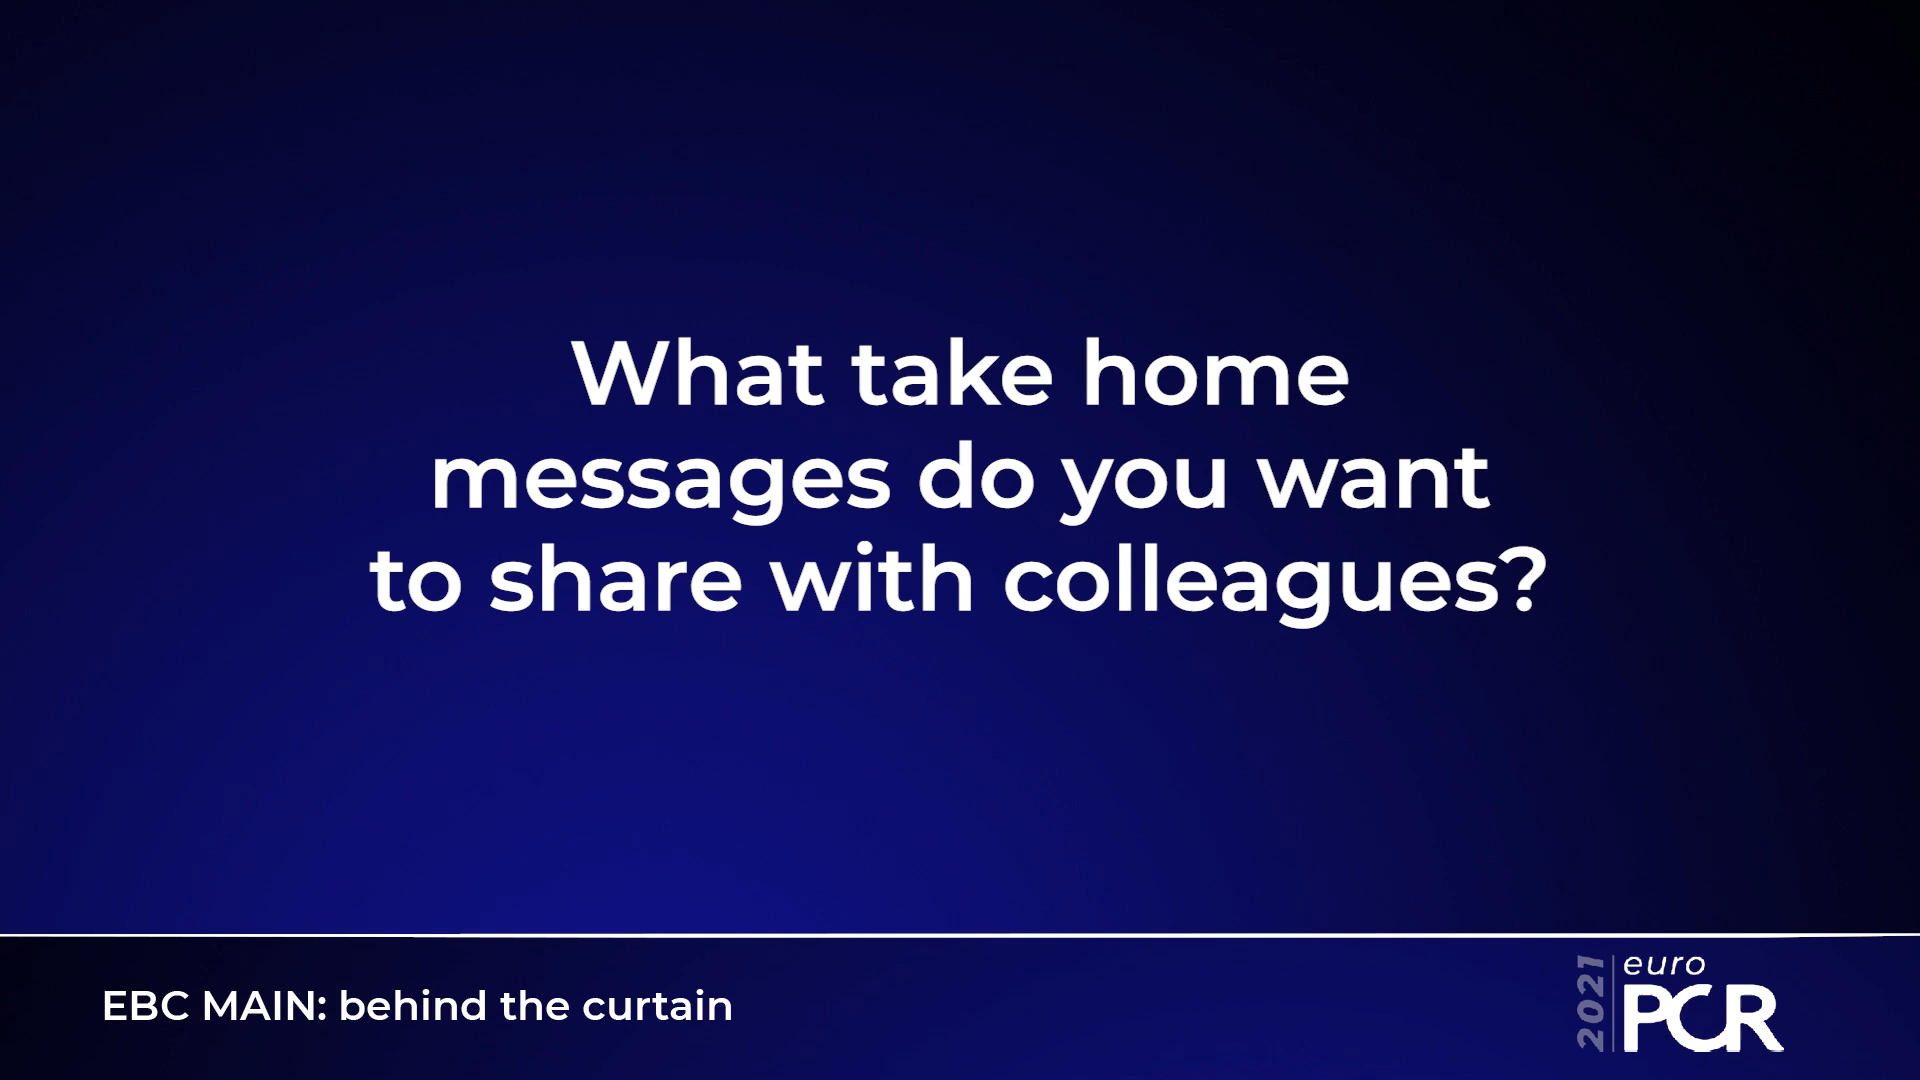 What take home
messages do you want
to share with colleagues?
EBC MAIN: behind the curtain
2021
euro
PCR